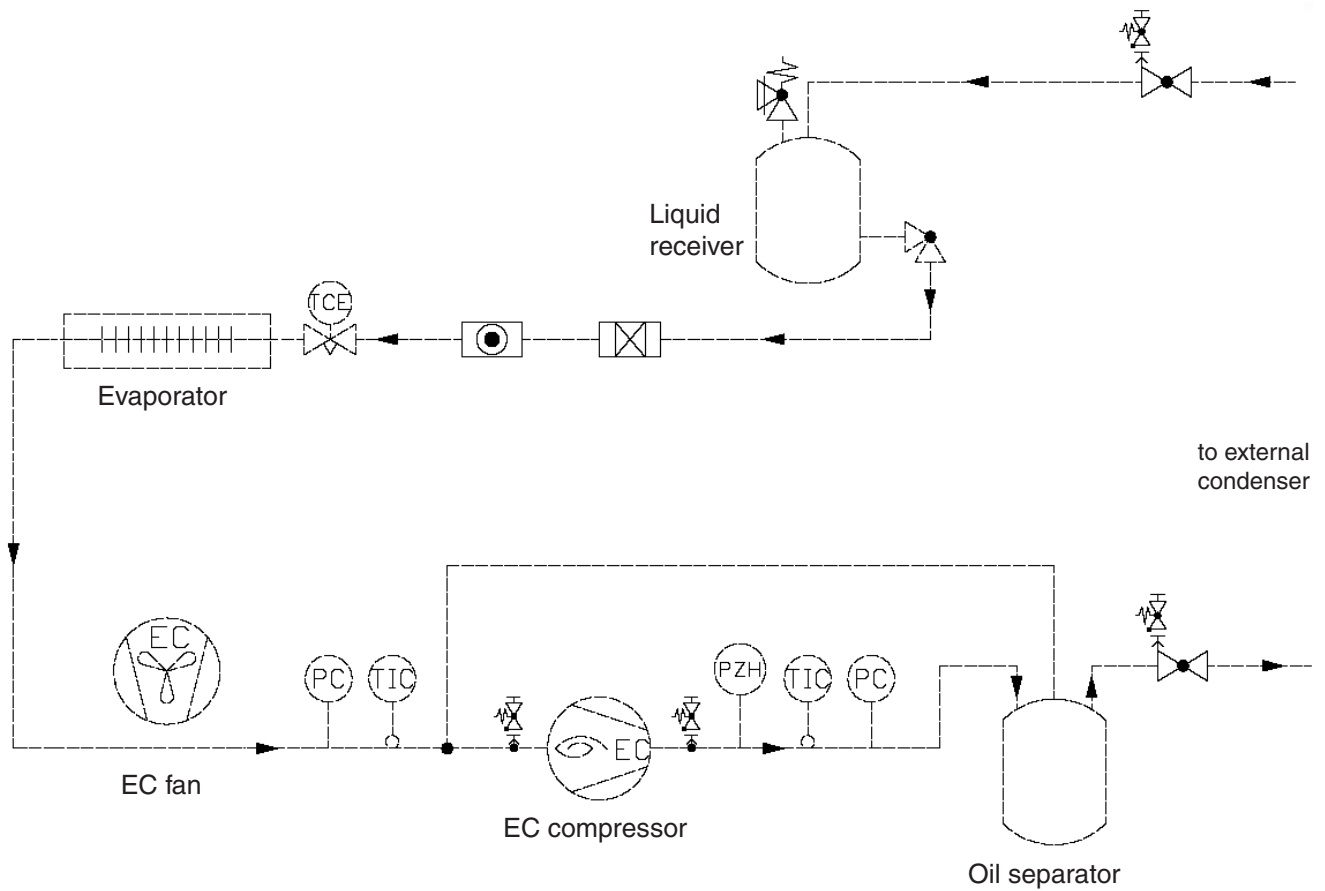 Liquid
receiver
TCE
Evaporator
to external
condenser
EC
PC
TIC
PZH
TIC
PC
EC
EC fan
EC compressor
Oil separator